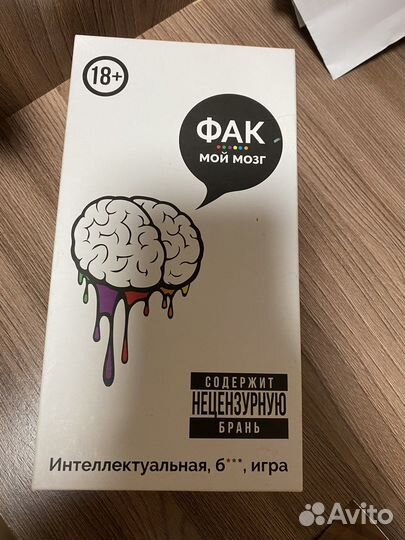 18+
ФАК
МОЙ МОЗГ
СОДЕРЖИТ
НЕЦЕНЗУРНУЮ
БРАНЬ
Интеллектуальная, б***, игра
Avito